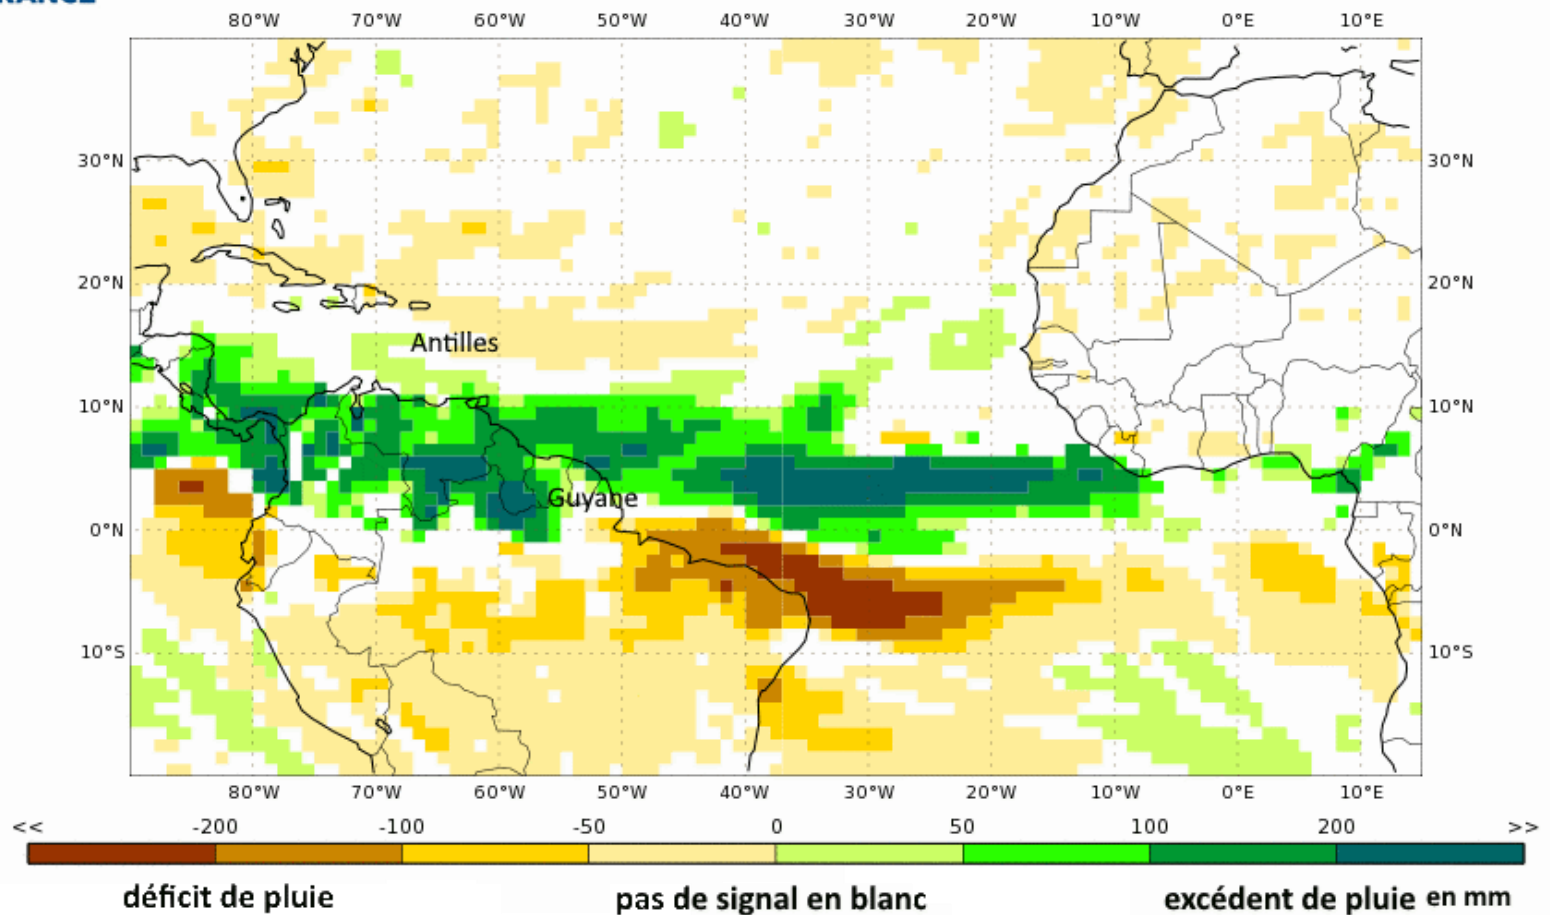 RANCE
80°W 70°W 60°W 50°W 40°W 30°W 20°W 10°W 0°E 10°E
30°N 30°N
20°N 20°N
Antilles
10°N 10°N
Guyane
0°N 0°N
10°S 10°S
80°W 70°W 60°W 50°W 40°W 30°W 20°W 10°W 0°E 10°E
<< -200 -100 -50 0 50 100 200 >>
déficit de pluie pas de signal en blanc excédent de pluie en mm